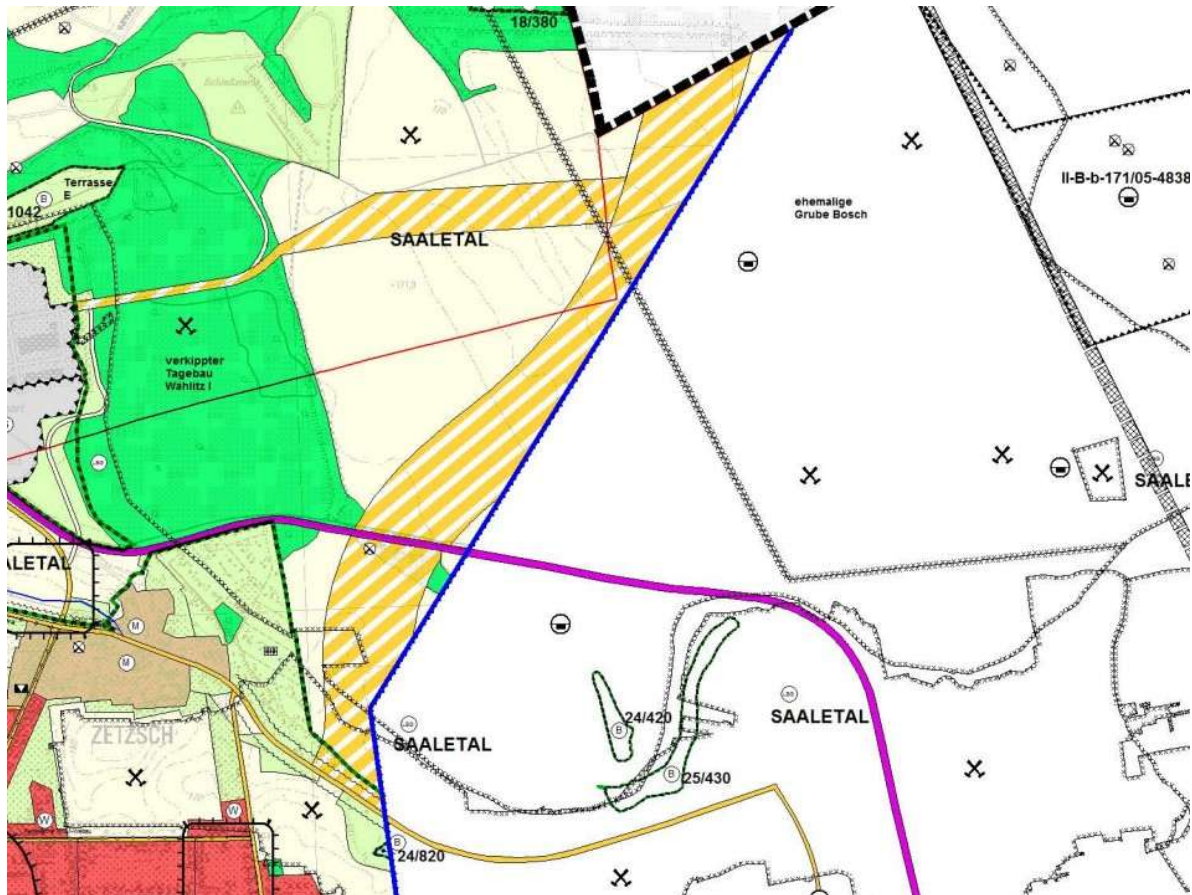 18/380
Terrasse
E
B
1042
II-B-b-171/05-4838
ehemalige
Grube Bosch
SAALETAL
verkippter
Tagebau
Wählitz I
SAALE
ALETAL
M
M
ZETZSCH
SAALETAL
24/420
B
SAALETAL
B
25/430
W
W
B
24/820